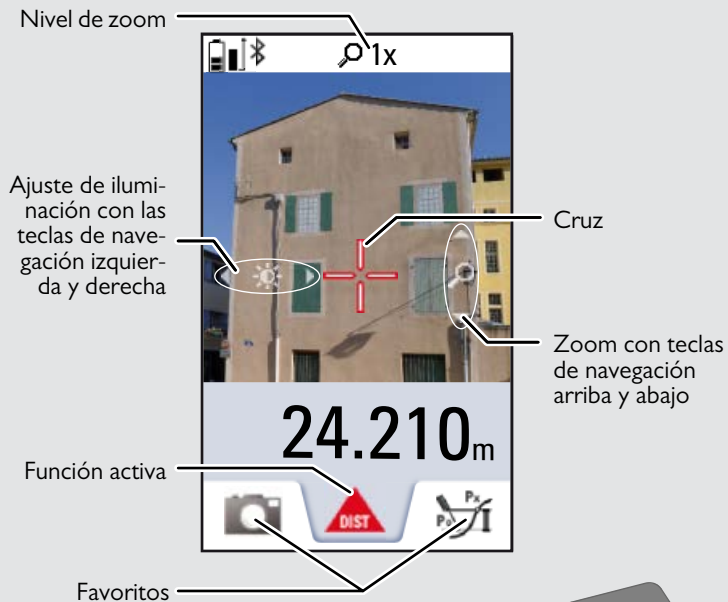 Nivel de zoom
1x
Ajuste de ilumi-
nación con las
teclas de nave-
gación izquier-
da y derecha
Cruz
Zoom con teclas
de navegación
arriba y abajo
24.210m
Función activa
DIST
P₀
Px
Favoritos